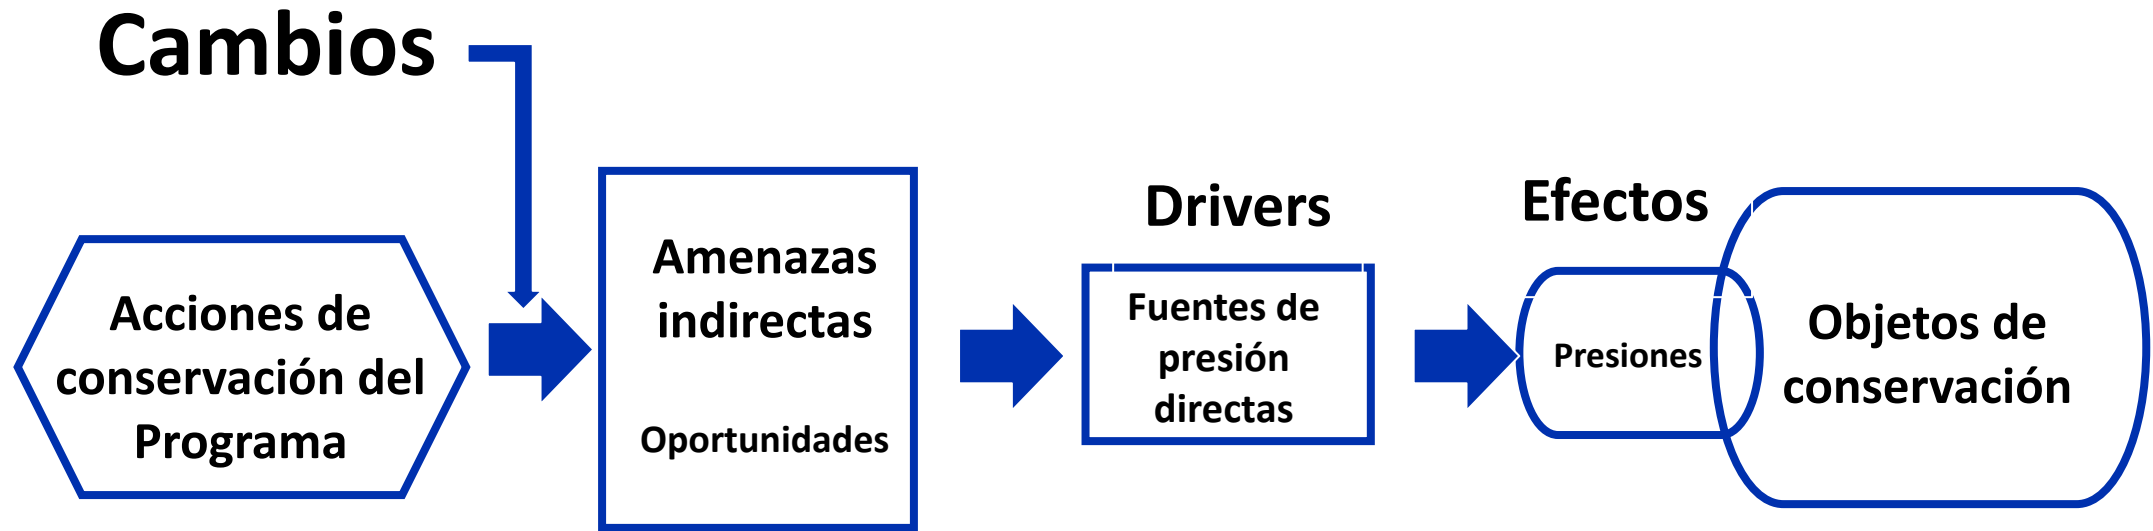 Cambios
Acciones de
conservación del
Programa
Amenazas
indirectas
Oportunidades
Drivers
Fuentes de
presión
directas
Efectos
Presiones
Objetos de
conservación